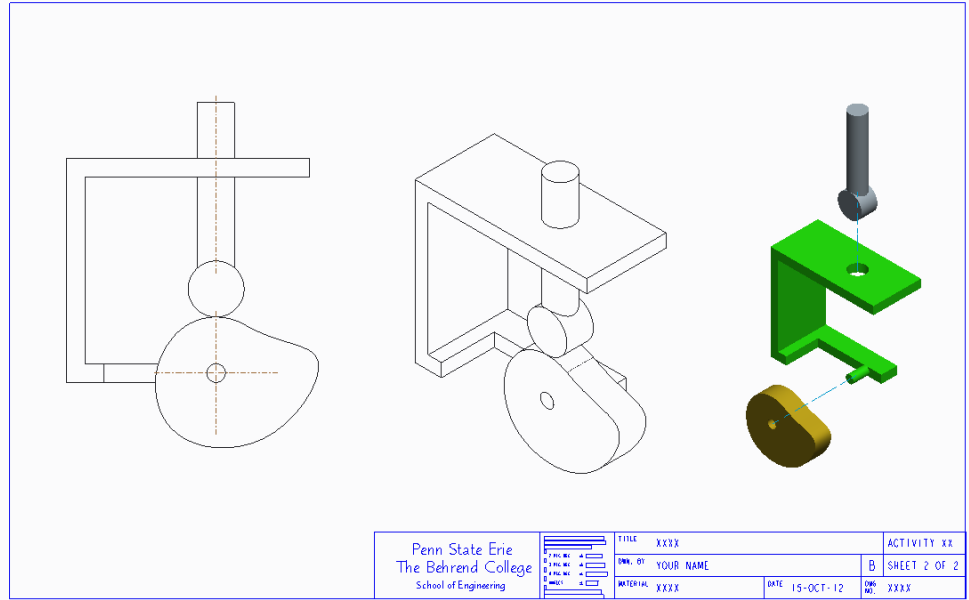 Penn State Erie
The Behrend College
School of Engineering
TITLE XXXX
ACTIVITY XX
DWN. BY YOUR NAME
B
SHEET 2 OF 2
MATERIAL XXXX
DATE 15-OCT-12
DWG NO. XXXX